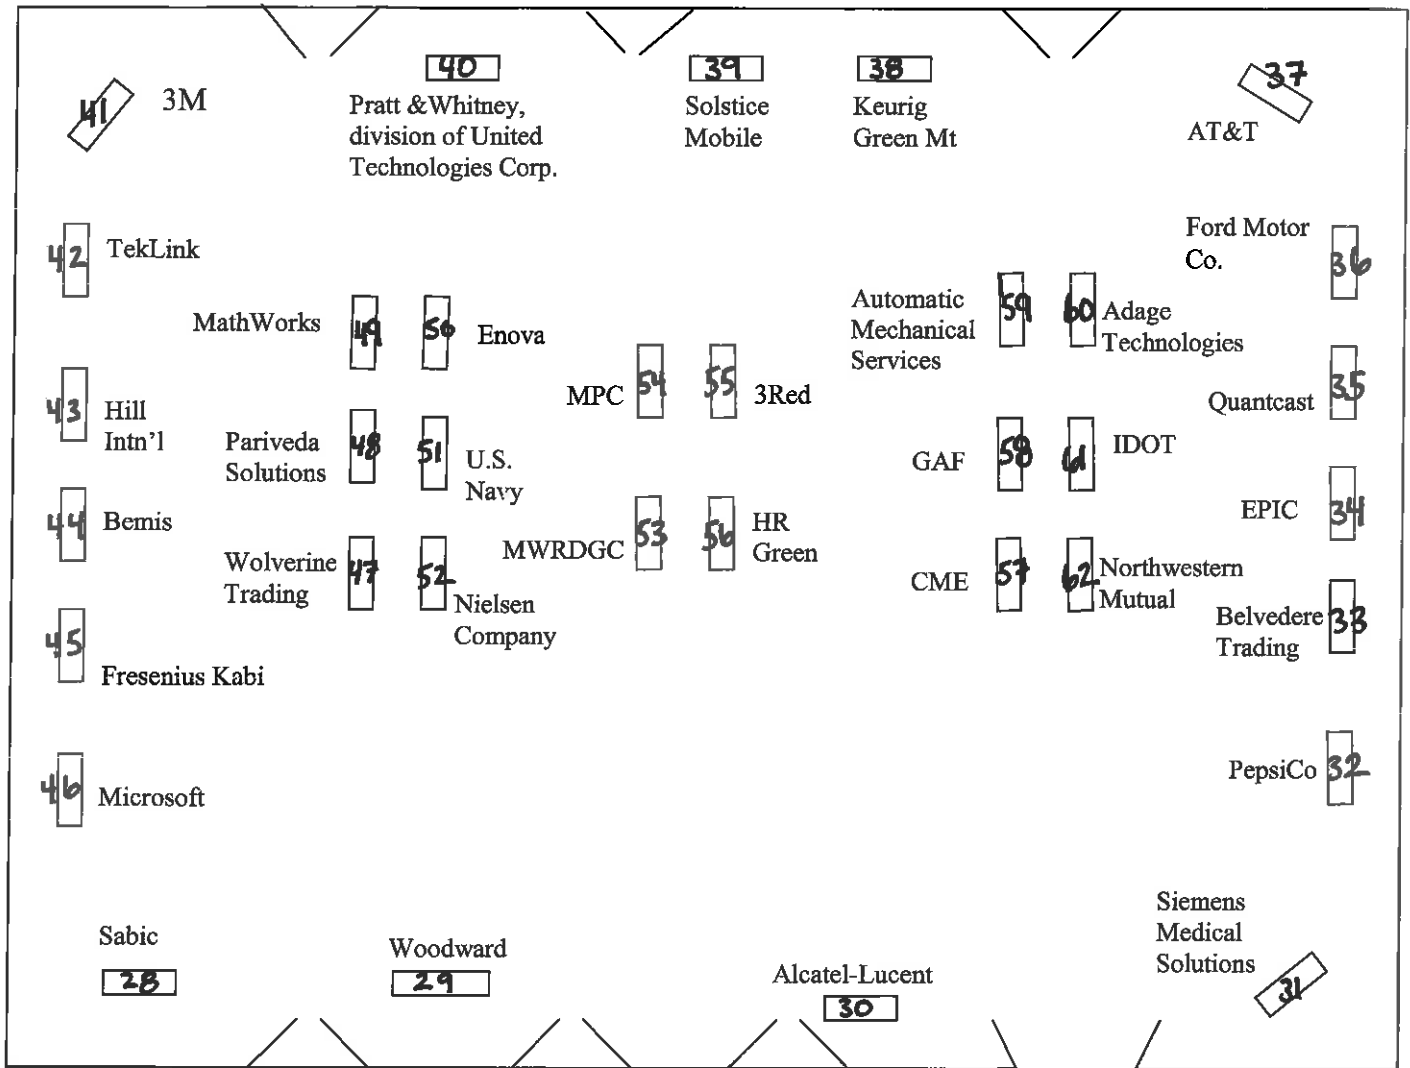 40
39
38
37
41
3M
Pratt &Whitney,
division of United
Technologies Corp.
Solstice
Mobile
Keurig
Green Mt
AT&T
42
TekLink
Ford Motor
Co.
36
MathWorks
49
50
Enova
Automatic
Mechanical
Services
59
60
Adage
Technologies
MPC
54
55
3Red
Quantcast
35
43
Hill
Intn'l
Pariveda
Solutions
48
51
U.S.
Navy
GAF
58
61
IDOT
44
Bemis
MWRDGC
53
56
HR
Green
EPIC
34
Wolverine
Trading
47
52
Nielsen
Company
CME
57
62
Northwestern
Mutual
Belvedere
Trading
33
45
Fresenius Kabi
46
Microsoft
PepsiCo
32
Sabic
28
Woodward
29
Alcatel-Lucent
30
Siemens
Medical
Solutions
31